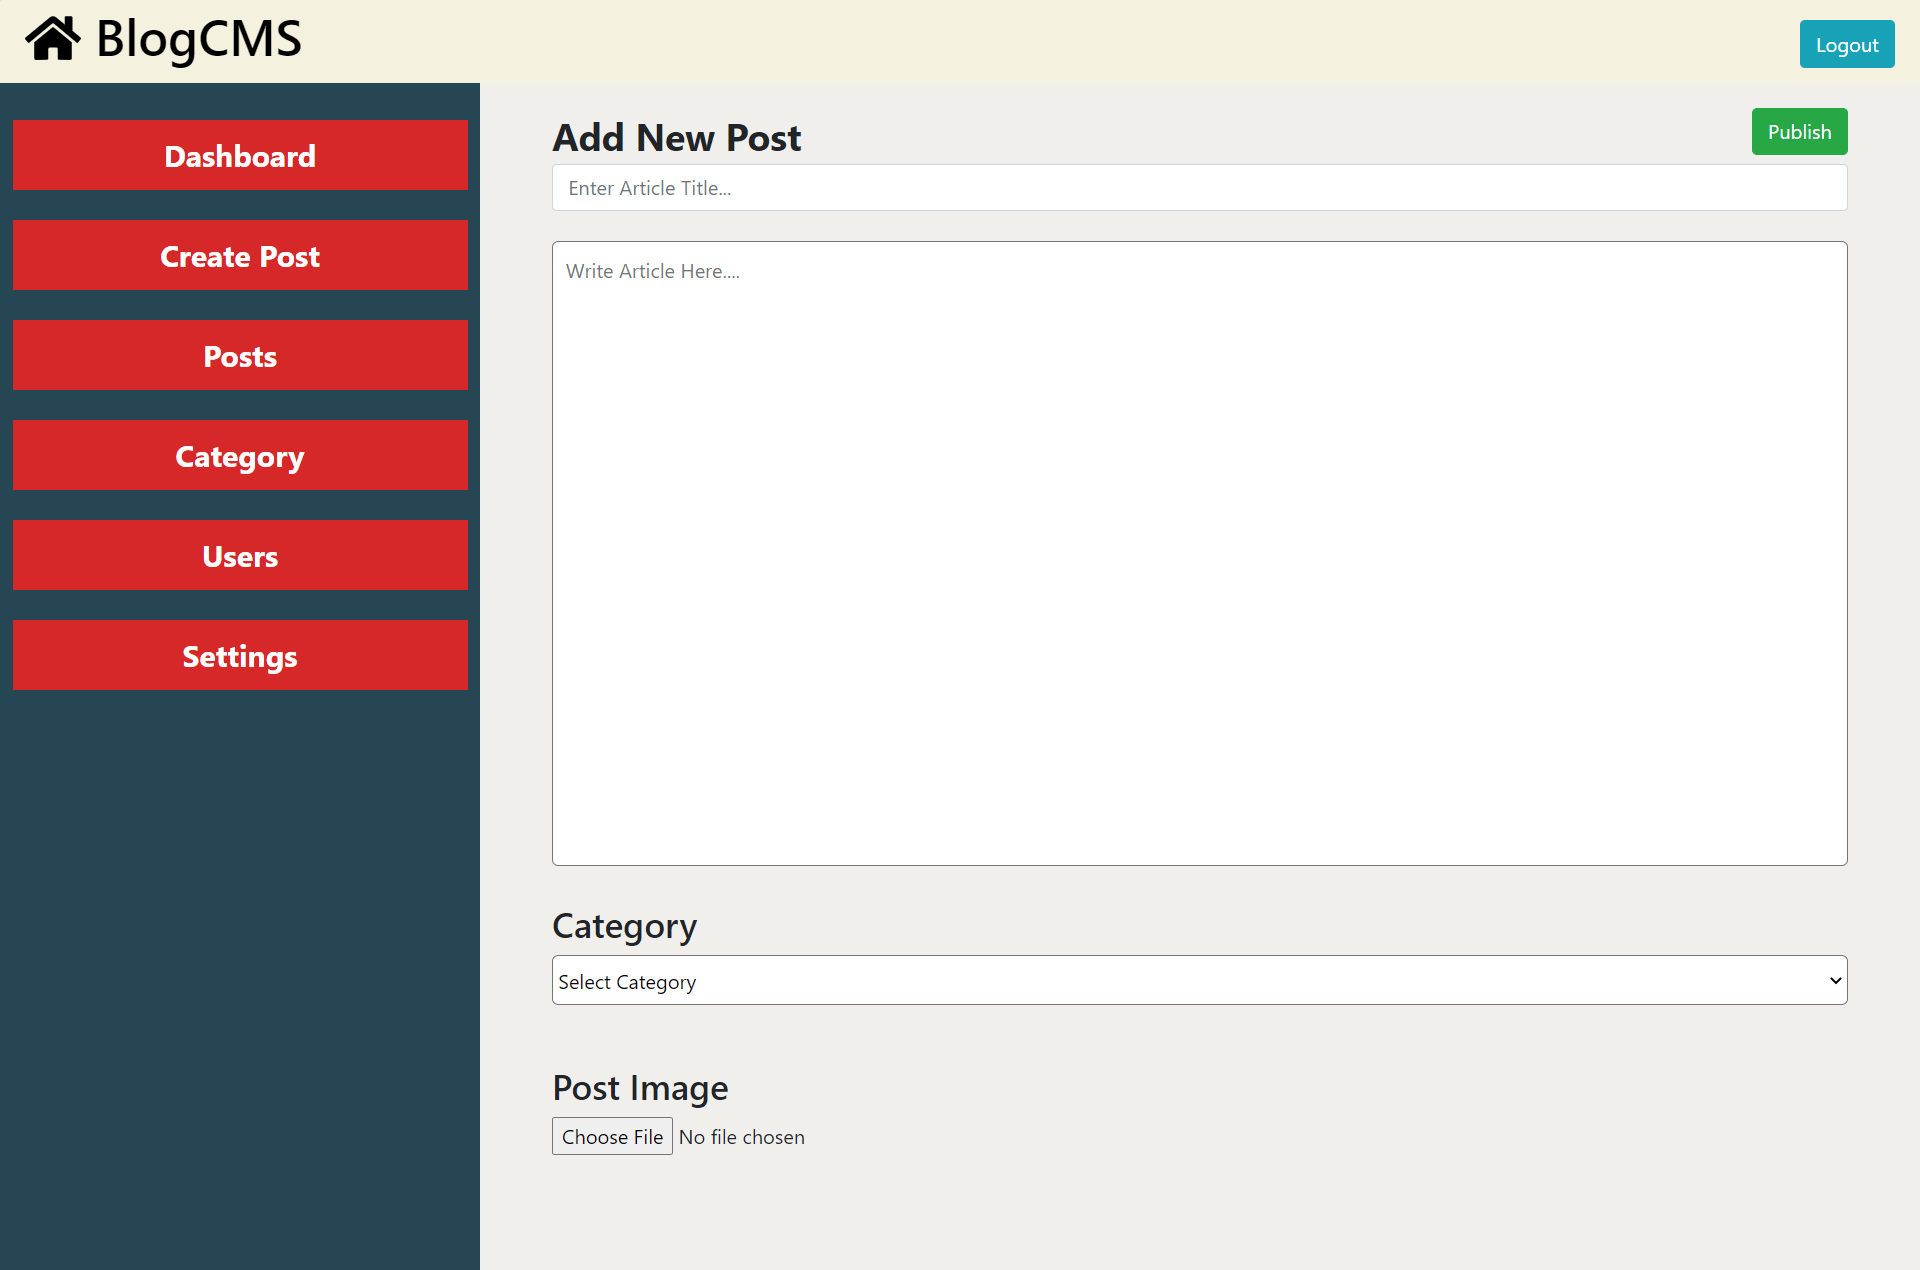 BlogCMS
Logout
Dashboard
Create Post
Posts
Category
Users
Settings
Add New Post
Publish
Enter Article Title...
Write Article Here....
Category
Select Category
Post Image
Choose File No file chosen